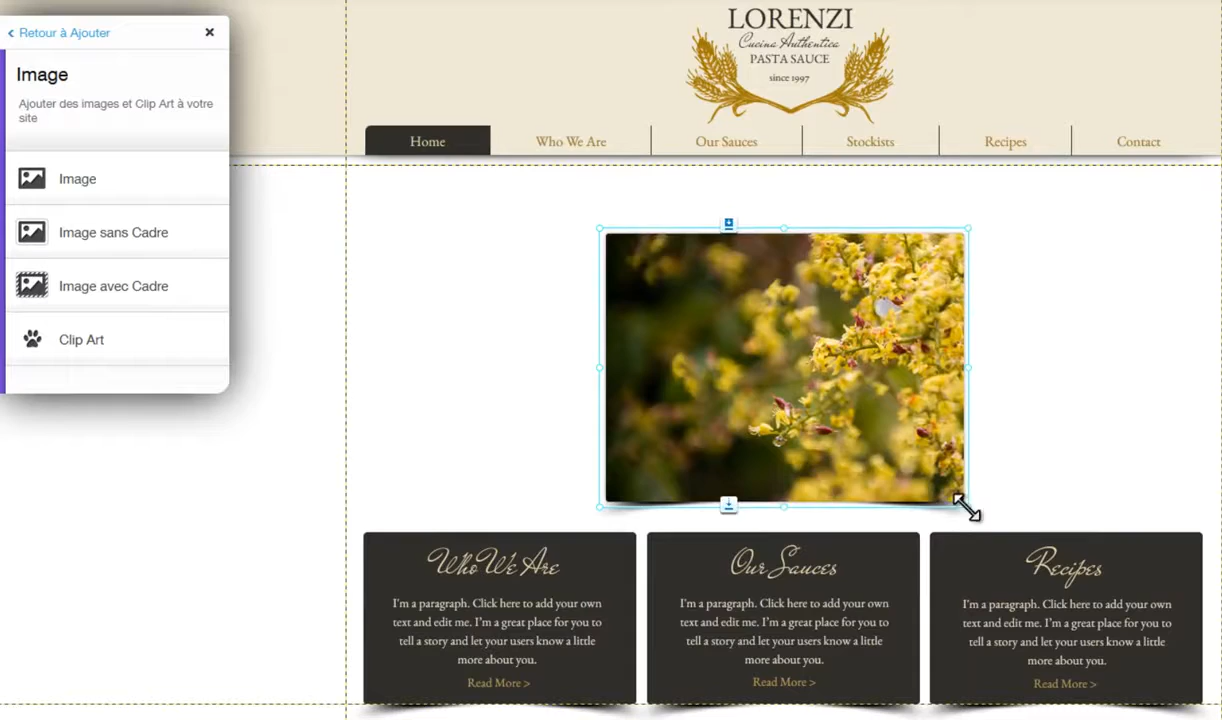 Retour à Ajouter
Image
Ajouter des images et Clip Art à votre
site
Image
Image sans Cadre
Image avec Cadre
Clip Art
LORENZI
Cucina Authentica
PASTA SAUCE
since 1997
Home
Who We Are
Our Sauces
Stockists
Recipes
Contact
Who We Are
I'm a paragraph. Click here to add your own
text and edit me. I'm a great place for you to
tell a story and let your users know a little
more about you.
Read More >
Our Sauces
I'm a paragraph. Click here to add your own
text and edit me. I'm a great place for you to
tell a story and let your users know a little
more about you.
Read More >
Recipes
I'm a paragraph. Click here to add your own
text and edit me. I'm a great place for you to
tell a story and let your users know a little
more about you.
Read More >